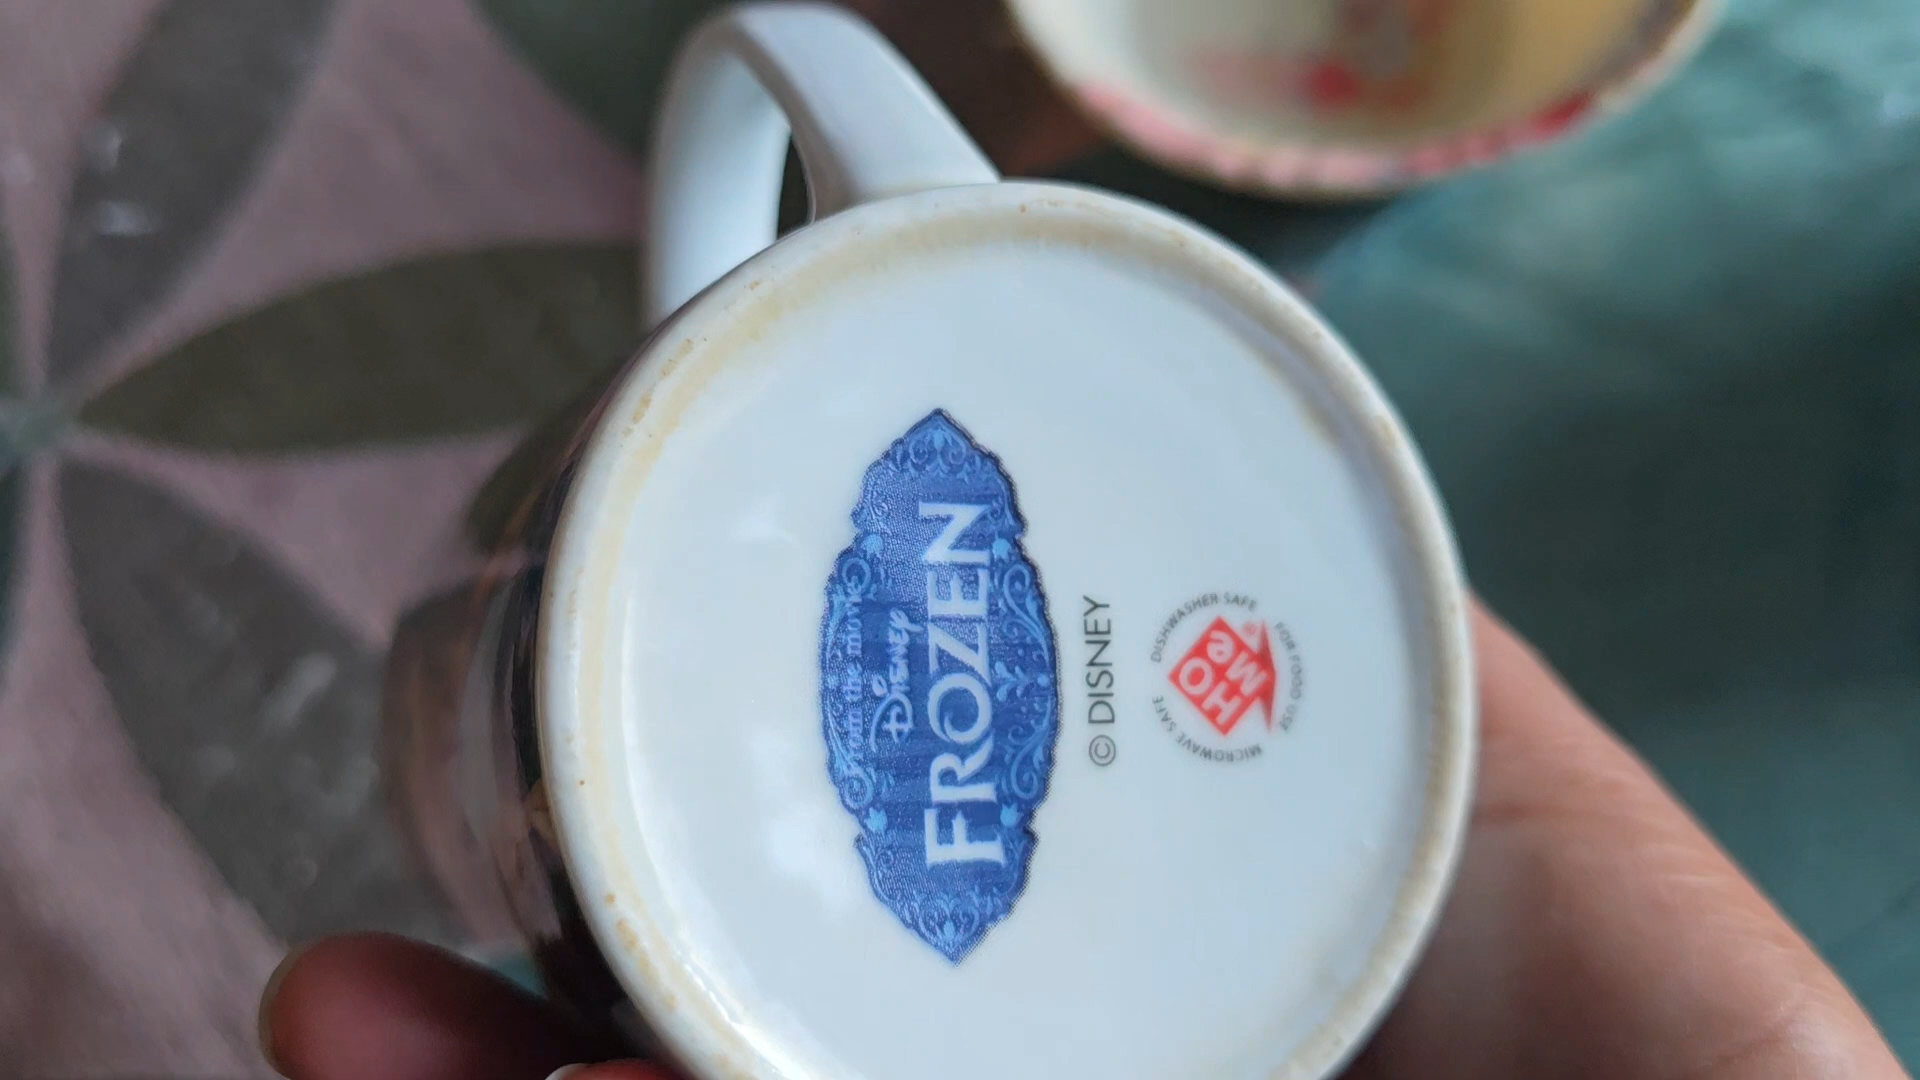 from the movie
Disney
FROZEN
© DISNEY
DISHWASHER SAFE
FOR FOOD USE
MICROWAVE SAFE
HOMe®